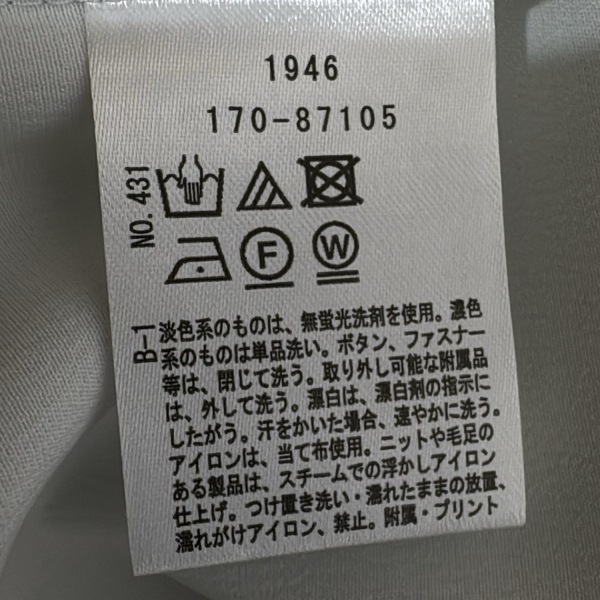 1946
170-87105
NO.431
F
W
B-1
淡色系のものは、無蛍光洗剤を使用。濃色
系のものは単品洗い。ボタン、ファスナー
等は、閉じて洗う。取り外し可能な附属品
は、外して洗う。漂白は、漂白剤の指示に
したがう。汗をかいた場合、速やかに洗う。
アイロンは、当て布使用。ニットや毛足の
ある製品は、スチームでの浮かしアイロン
仕上げ。つけ置き洗い・濡れたままの放置、
濡れがけアイロン、禁止。附属・プリント